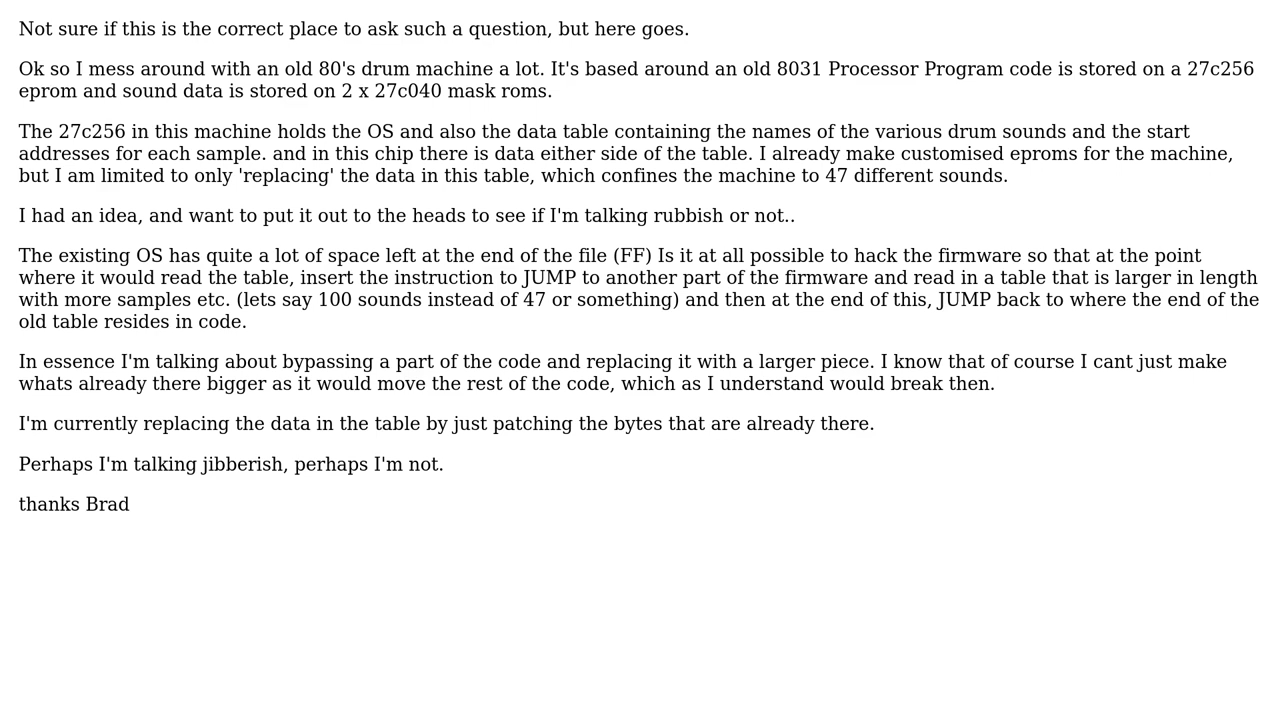 Not sure if this is the correct place to ask such a question, but here goes.
Ok so I mess around with an old 80's drum machine a lot. It's based around an old 8031 Processor Program code is stored on a 27c256
eprom and sound data is stored on 2 x 27c040 mask roms.
The 27c256 in this machine holds the OS and also the data table containing the names of the various drum sounds and the start
addresses for each sample. and in this chip there is data either side of the table. I already make customised eproms for the machine,
but I am limited to only 'replacing' the data in this table, which confines the machine to 47 different sounds.
I had an idea, and want to put it out to the heads to see if I'm talking rubbish or not..
The existing OS has quite a lot of space left at the end of the file (FF) Is it at all possible to hack the firmware so that at the point
where it would read the table, insert the instruction to JUMP to another part of the firmware and read in a table that is larger in length
with more samples etc. (lets say 100 sounds instead of 47 or something) and then at the end of this, JUMP back to where the end of the
old table resides in code.
In essence I'm talking about bypassing a part of the code and replacing it with a larger piece. I know that of course I cant just make
whats already there bigger as it would move the rest of the code, which as I understand would break then.
I'm currently replacing the data in the table by just patching the bytes that are already there.
Perhaps I'm talking jibberish, perhaps I'm not.
thanks Brad